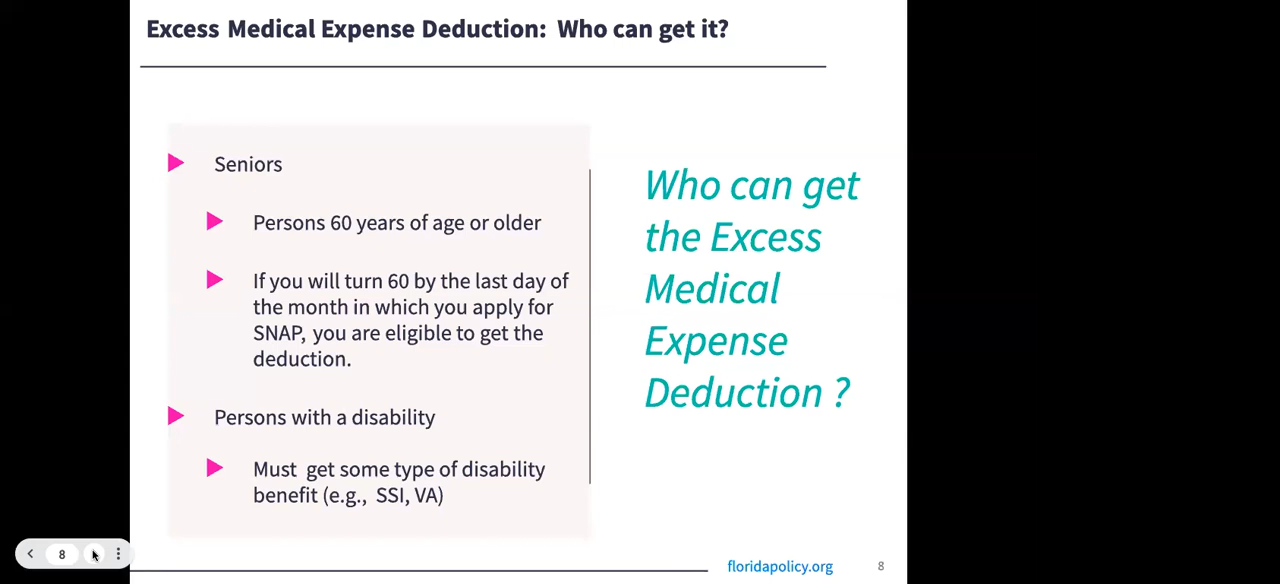 Excess Medical Expense Deduction: Who can get it?
Seniors
Persons 60 years of age or older
If you will turn 60 by the last day of
the month in which you apply for
SNAP, you are eligible to get the
deduction.
Persons with a disability
Must get some type of disability
benefit (e.g., SSI, VA)
Who can get
the Excess
Medical
Expense
Deduction ?
8
floridapolicy.org
8